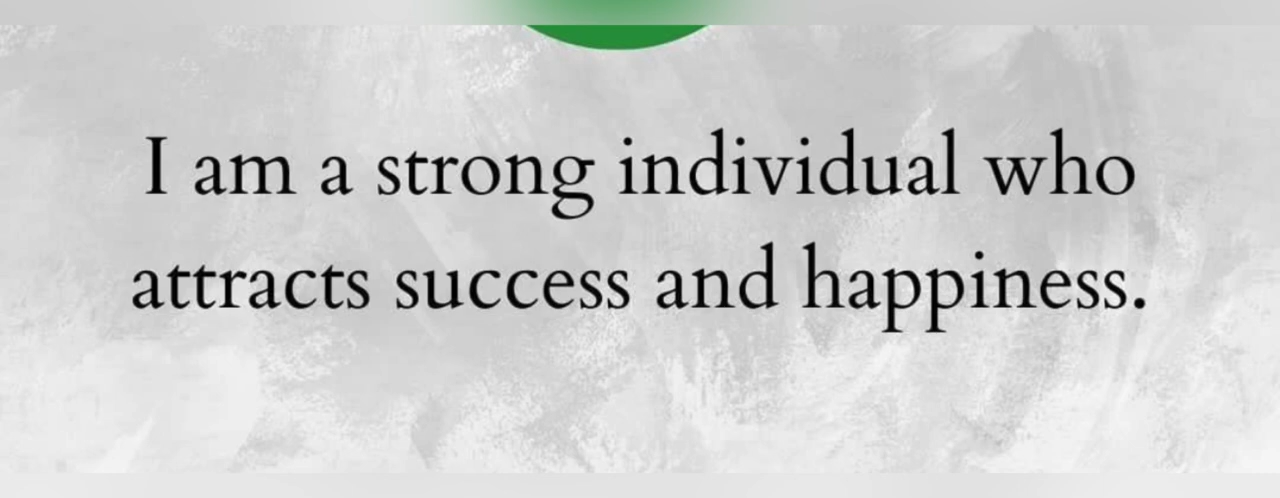 I am a strong individual who
attracts success and happiness.